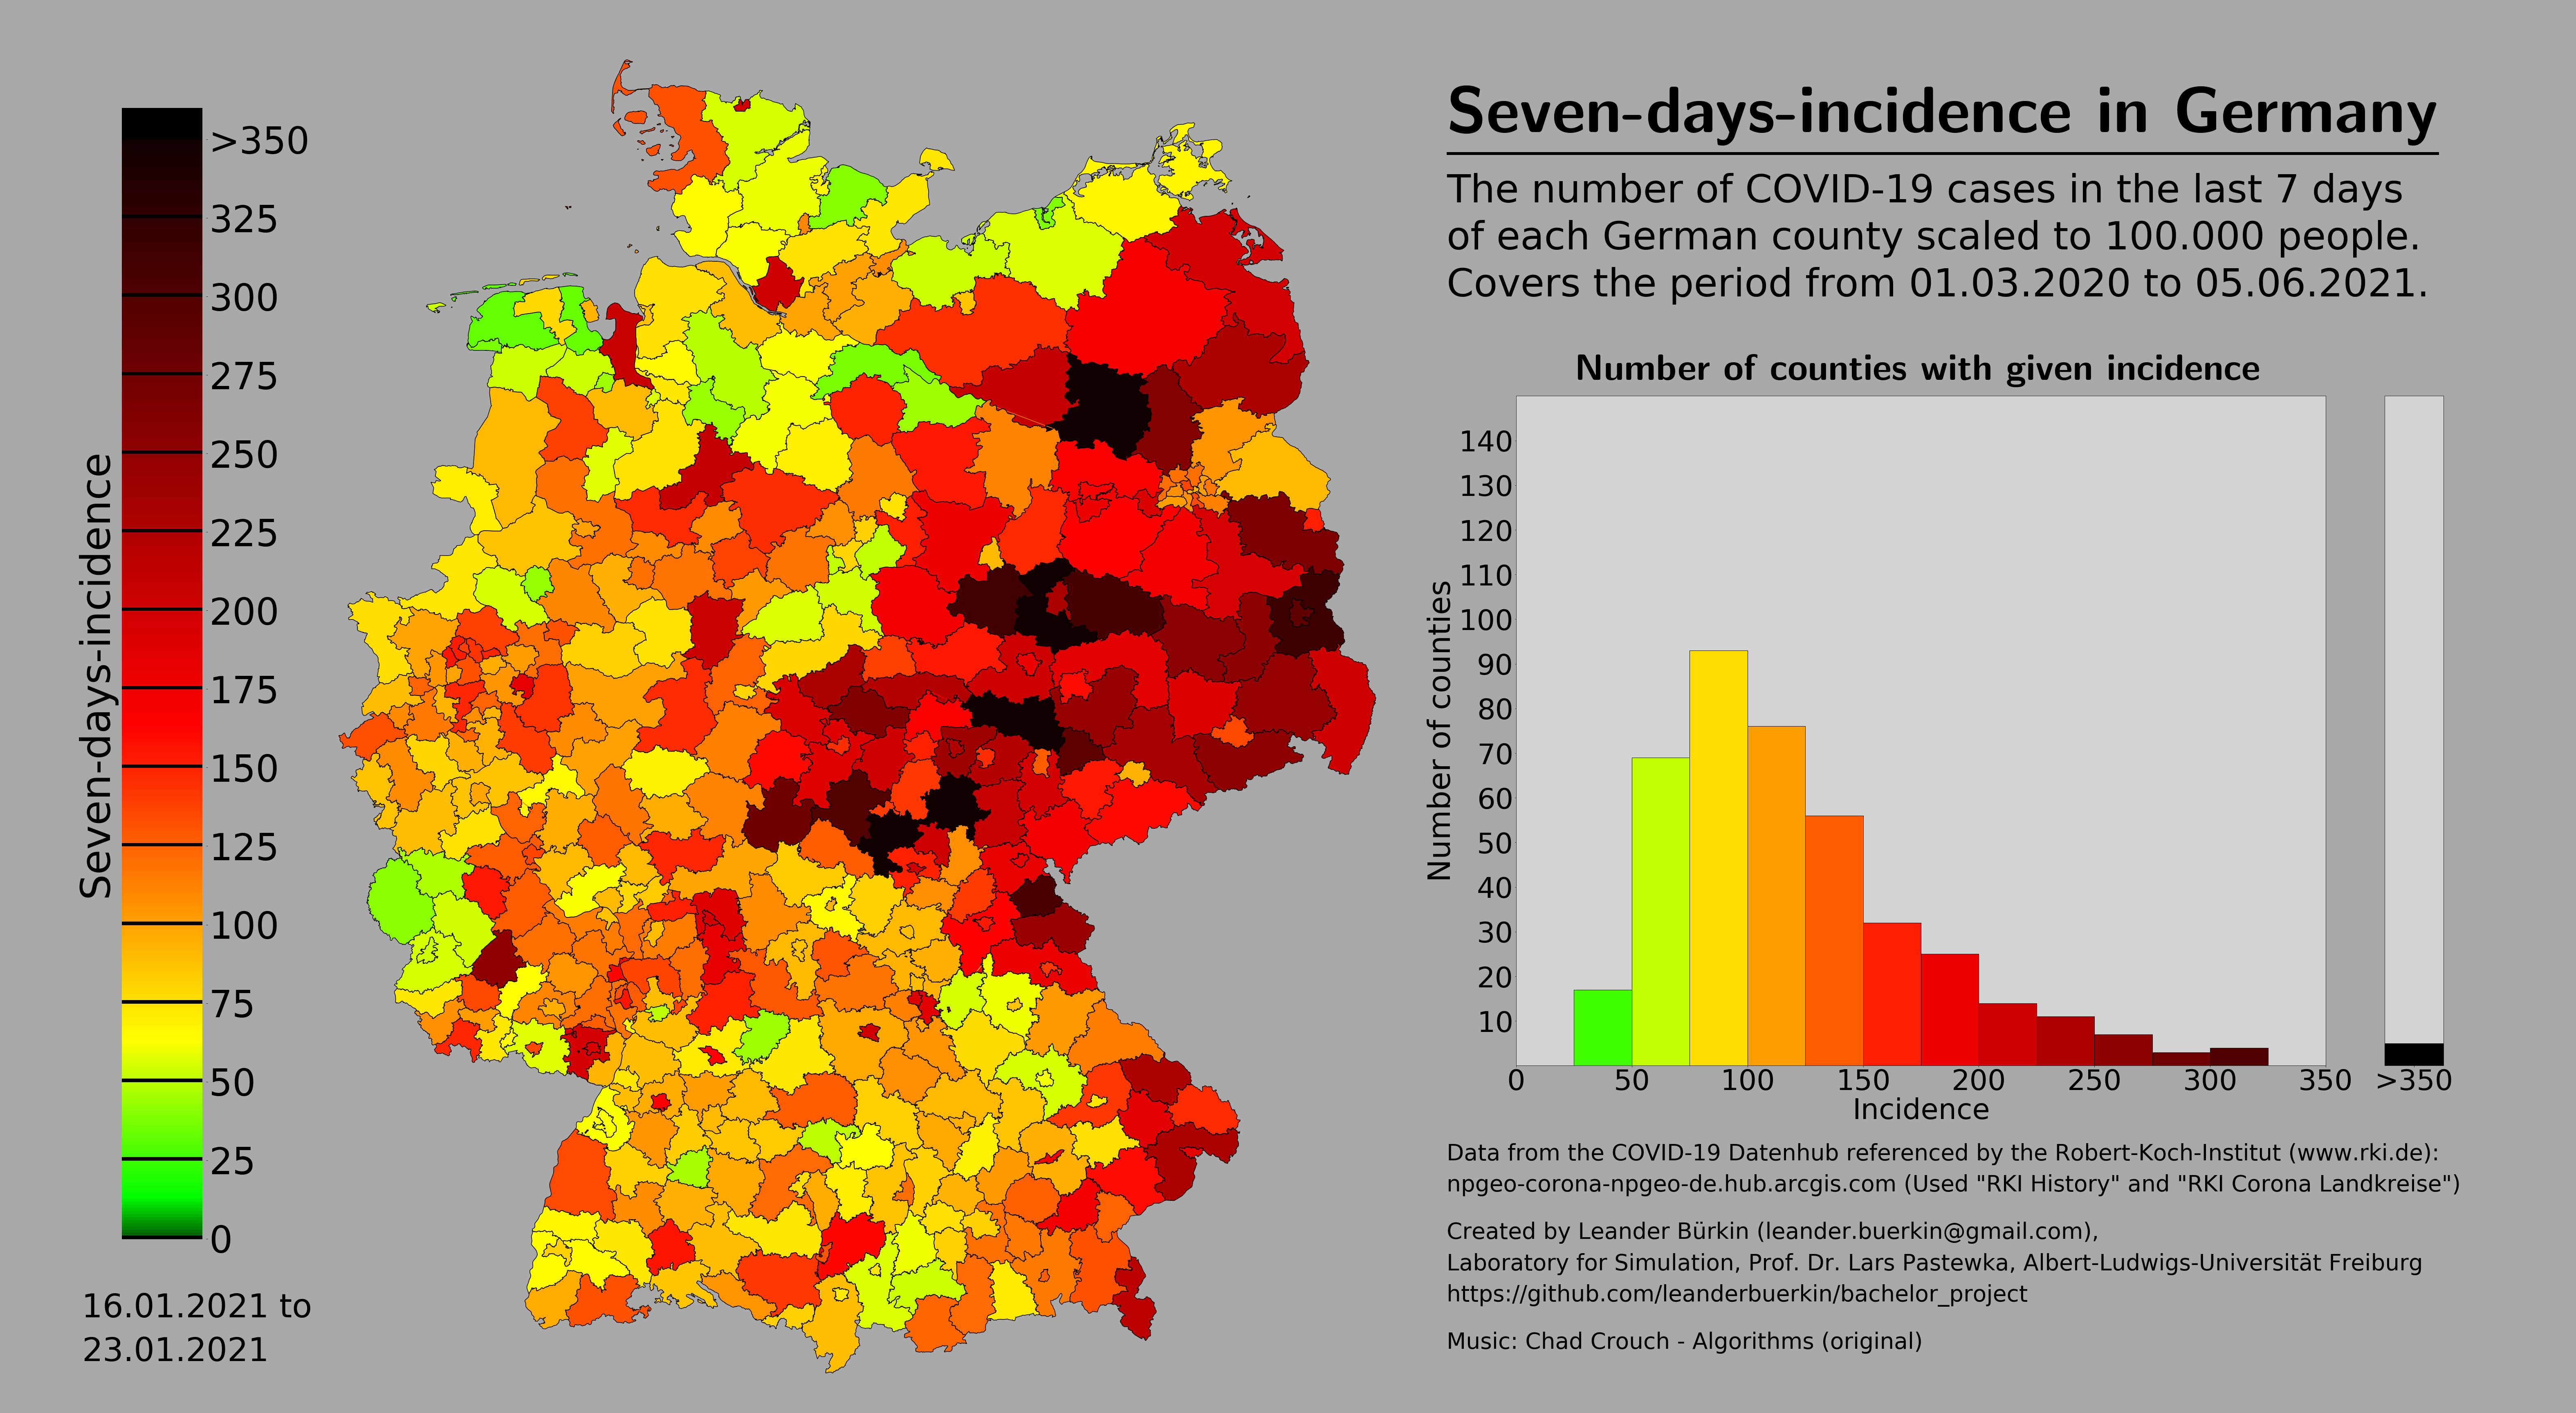 Seven-days-incidence in Germany
The number of COVID-19 cases in the last 7 days
of each German county scaled to 100.000 people.
Covers the period from 01.03.2020 to 05.06.2021.
Seven-days-incidence
>350
325
300
275
250
225
200
175
150
125
100
75
50
25
0
16.01.2021 to
23.01.2021
Number of counties with given incidence
Number of counties
140
130
120
110
100
90
80
70
60
50
40
30
20
10
0 50 100 150 200 250 300 350 >350
Incidence
Data from the COVID-19 Datenhub referenced by the Robert-Koch-Institut (www.rki.de):
npgeo-corona-npgeo-de.hub.arcgis.com (Used "RKI History" and "RKI Corona Landkreise")
Created by Leander Bürkin (leander.buerkin@gmail.com),
Laboratory for Simulation, Prof. Dr. Lars Pastewka, Albert-Ludwigs-Universität Freiburg
https://github.com/leanderbuerkin/bachelor_project
Music: Chad Crouch - Algorithms (original)